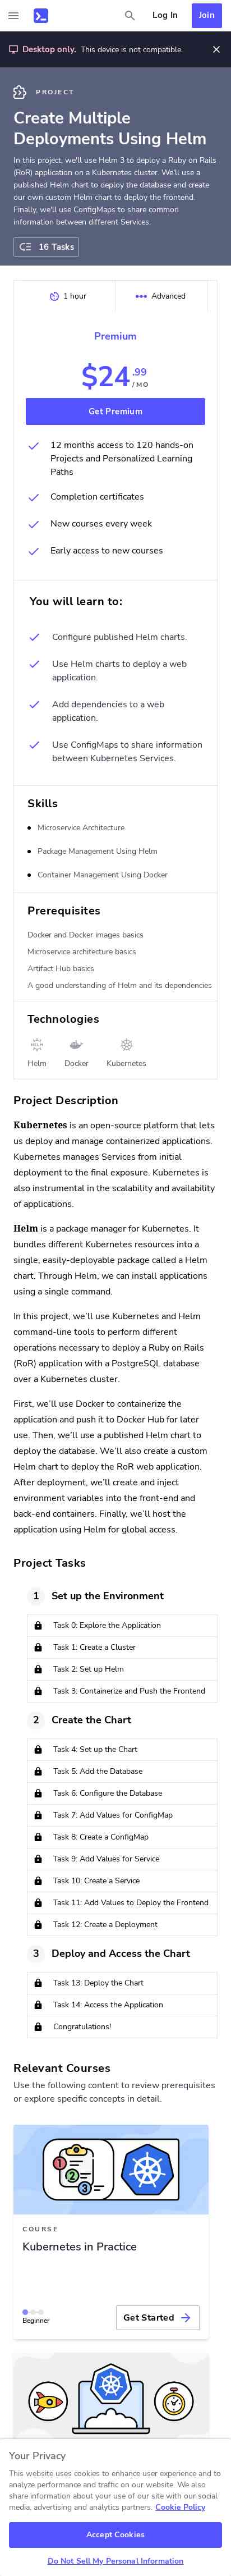 Log In
Join
Desktop only. This device is not compatible.
PROJECT
Create Multiple
Deployments Using Helm
In this project, we'll use Helm 3 to deploy a Ruby on Rails
(RoR) application on a Kubernetes cluster. We'll use a
published Helm chart to deploy the database and create
our own custom Helm chart to deploy the frontend.
Finally, we'll use ConfigMaps to share common
information between different Services.
16 Tasks
1 hour
Advanced
Premium
$24.99
/MO
Get Premium
12 months access to 120 hands-on
Projects and Personalized Learning
Paths
Completion certificates
New courses every week
Early access to new courses
You will learn to:
Configure published Helm charts.
Use Helm charts to deploy a web
application.
Add dependencies to a web
application.
Use ConfigMaps to share information
between Kubernetes Services.
Skills
Microservice Architecture
Package Management Using Helm
Container Management Using Docker
Prerequisites
Docker and Docker images basics
Microservice architecture basics
Artifact Hub basics
A good understanding of Helm and its dependencies
Technologies
HELM
Helm
Docker
Kubernetes
Project Description
Kubernetes is an open-source platform that lets
us deploy and manage containerized applications.
Kubernetes manages Services from initial
deployment to the final exposure. Kubernetes is
also instrumental in the scalability and availability
of applications.
Helm is a package manager for Kubernetes. It
bundles different Kubernetes resources into a
single, easily-deployable package called a Helm
chart. Through Helm, we can install applications
using a single command.
In this project, we’ll use Kubernetes and Helm
command-line tools to perform different
operations necessary to deploy a Ruby on Rails
(RoR) application with a PostgreSQL database
over a Kubernetes cluster.
First, we’ll use Docker to containerize the
application and push it to Docker Hub for later
use. Then, we’ll use a published Helm chart to
deploy the database. We’ll also create a custom
Helm chart to deploy the RoR web application.
After deployment, we’ll create and inject
environment variables into the front-end and
back-end containers. Finally, we’ll host the
application using Helm for global access.
Project Tasks
1 Set up the Environment
Task 0: Explore the Application
Task 1: Create a Cluster
Task 2: Set up Helm
Task 3: Containerize and Push the Frontend
2 Create the Chart
Task 4: Set up the Chart
Task 5: Add the Database
Task 6: Configure the Database
Task 7: Add Values for ConfigMap
Task 8: Create a ConfigMap
Task 9: Add Values for Service
Task 10: Create a Service
Task 11: Add Values to Deploy the Frontend
Task 12: Create a Deployment
3 Deploy and Access the Chart
Task 13: Deploy the Chart
Task 14: Access the Application
Congratulations!
Relevant Courses
Use the following content to review prerequisites
or explore specific concepts in detail.
1
2
3
COURSE
Kubernetes in Practice
Beginner
Get Started
Your Privacy
This website uses cookies to enhance user experience and to
analyze performance and traffic on our website. We also
share information about your use of our site with our social
media, advertising and analytics partners. Cookie Policy
Accept Cookies
Do Not Sell My Personal Information